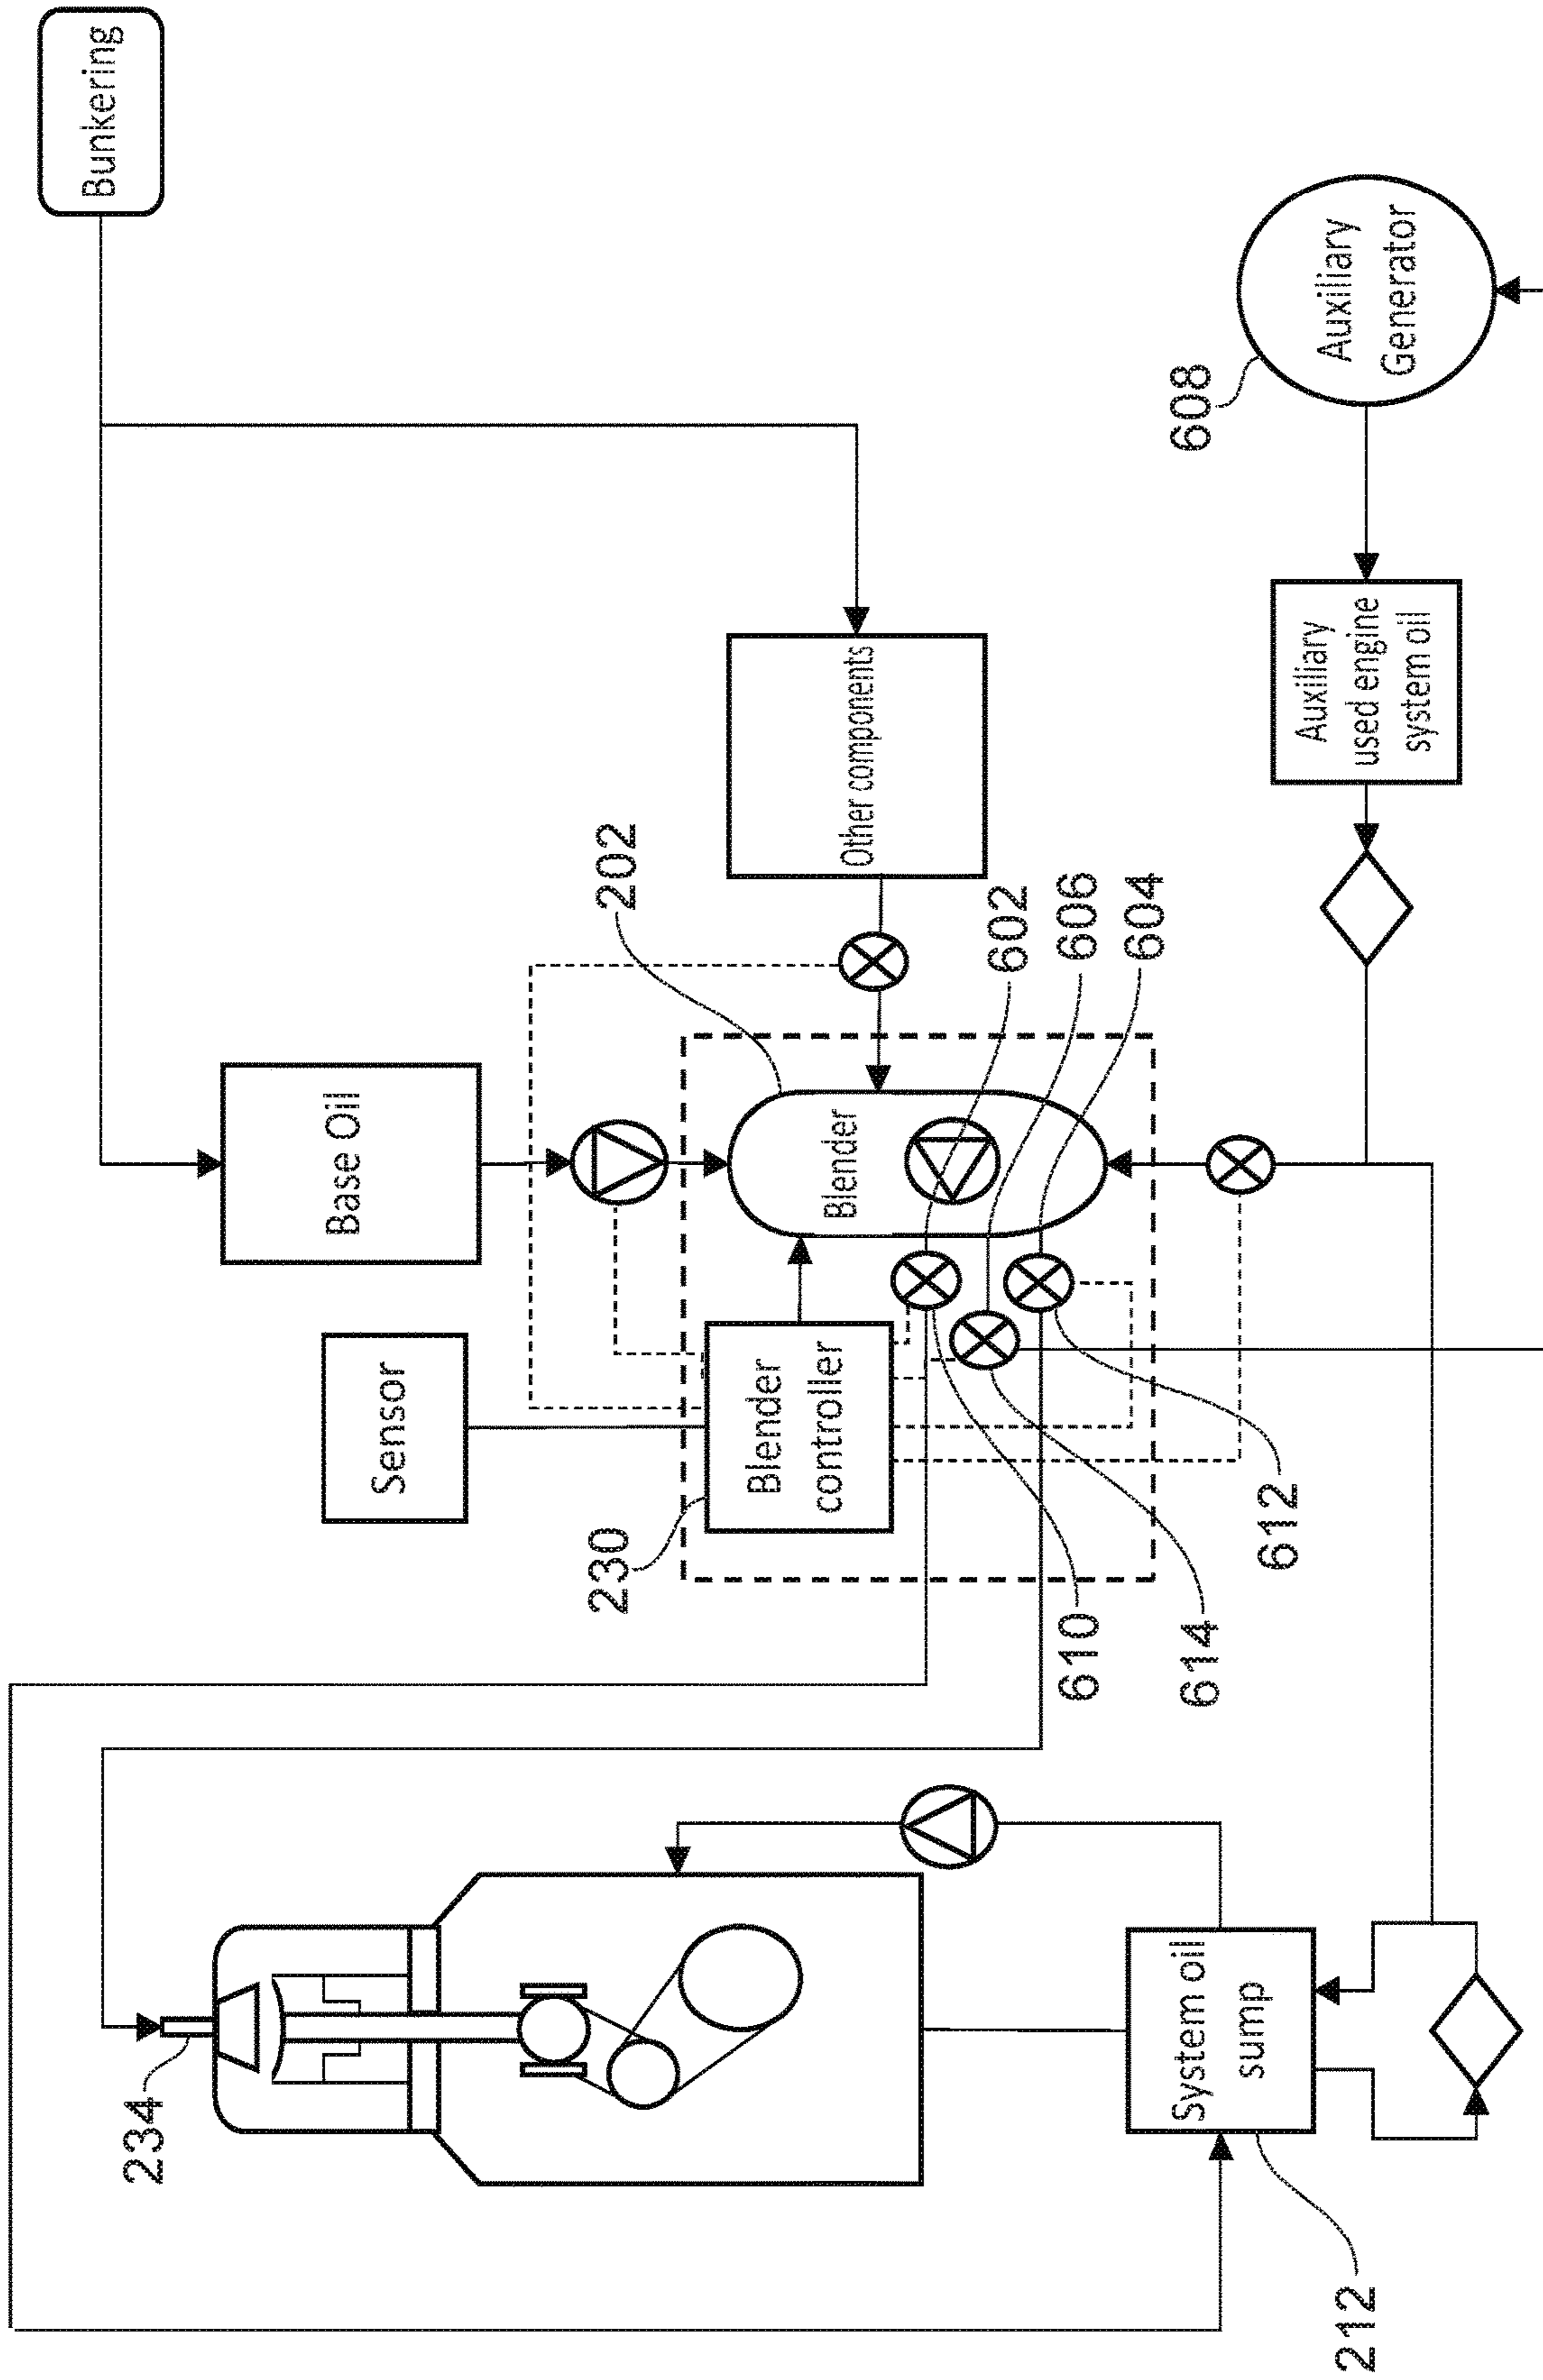 Bunkering
Base Oil
Sensor
Other components
202
Blender
Blender
controller
230
602
606
604
610
614
612
608
Auxiliary
Generator
Auxiliary
used engine
system oil
234
System oil
sump
212